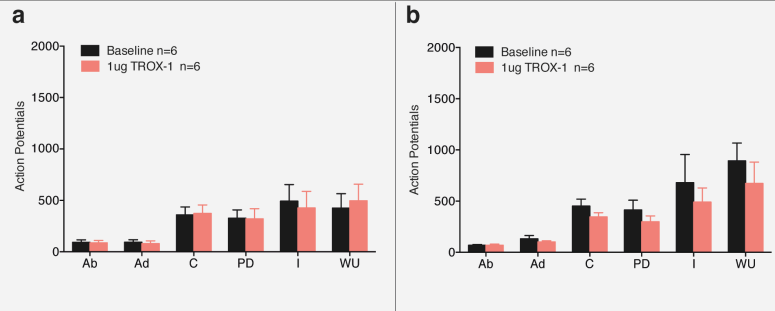 a
2000
1500
1000
500
0
Action Potentials
Baseline n=6
1ug TROX-1 n=6
Ab Ad C PD I WU
b
2000
1500
1000
500
0
Action Potentials
Baseline n=6
1ug TROX-1 n=6
Ab Ad C PD I WU